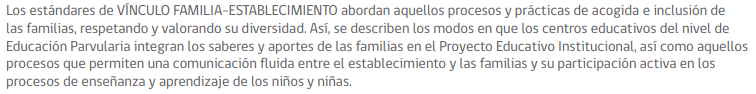 Los estándares de VÍNCULO FAMILIA-ESTABLECIMIENTO abordan aquellos procesos y prácticas de acogida e inclusión de
las familias, respetando y valorando su diversidad. Así, se describen los modos en que los centros educativos del nivel de
Educación Parvularia integran los saberes y aportes de las familias en el Proyecto Educativo Institucional, así como aquellos
procesos que permiten una comunicación fluida entre el establecimiento y las familias y su participación activa en los
procesos de enseñanza y aprendizaje de los niños y niñas.